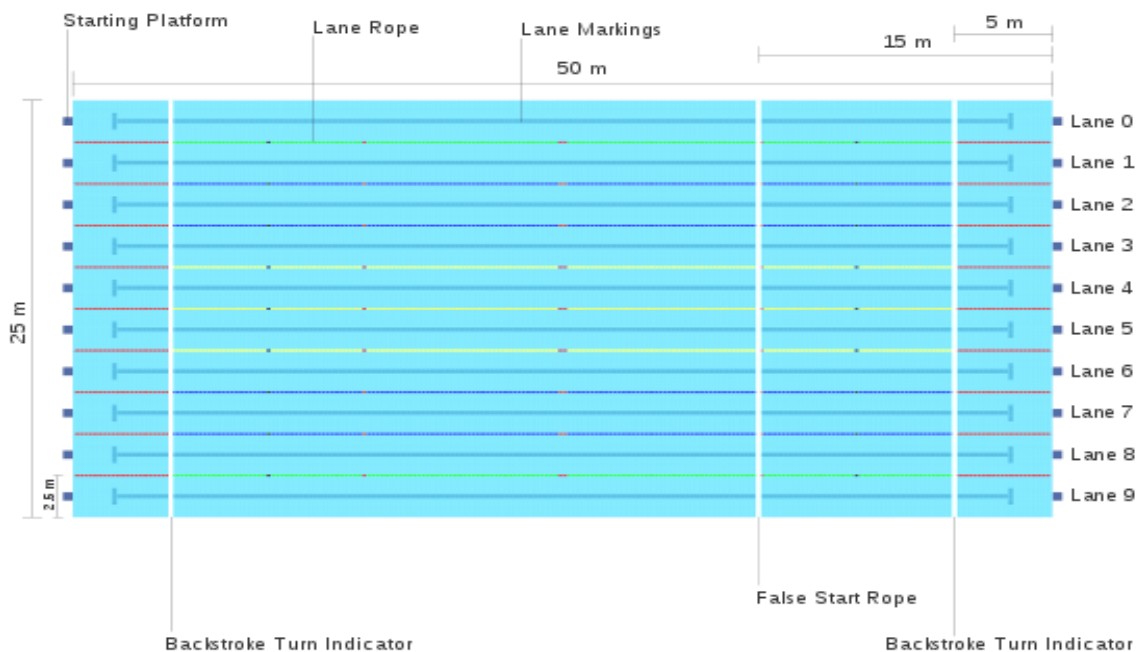 Starting Platform
Lane Rope
Lane Markings
5 m
15 m
50 m
Lane 0
Lane 1
Lane 2
Lane 3
Lane 4
25 m
Lane 5
Lane 6
Lane 7
Lane 8
2.5 m
Lane 9
False Start Rope
Backstroke Turn Indicator
Backstroke Turn Indicator